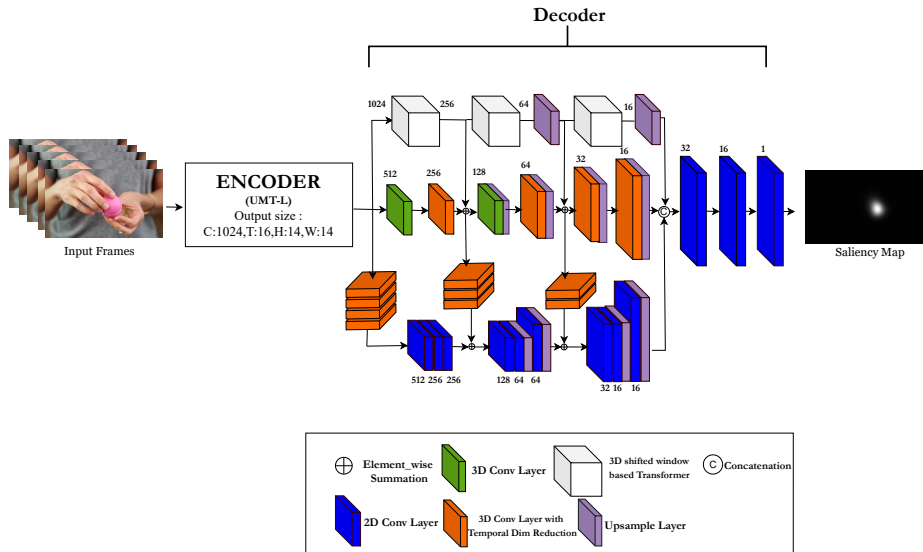 Decoder
1024
256
64
16
ENCODER
(UMT-L)
Output size :
C:1024,T:16,H:14,W:14
512
256
128
64
32
16
C
32
16
1
Input Frames
Saliency Map
512 256 256
128 64 64
32 16 16
Element_wise
Summation
3D Conv Layer
3D shifted window
based Transformer
C
Concatenation
2D Conv Layer
3D Conv Layer with
Temporal Dim Reduction
Upsample Layer